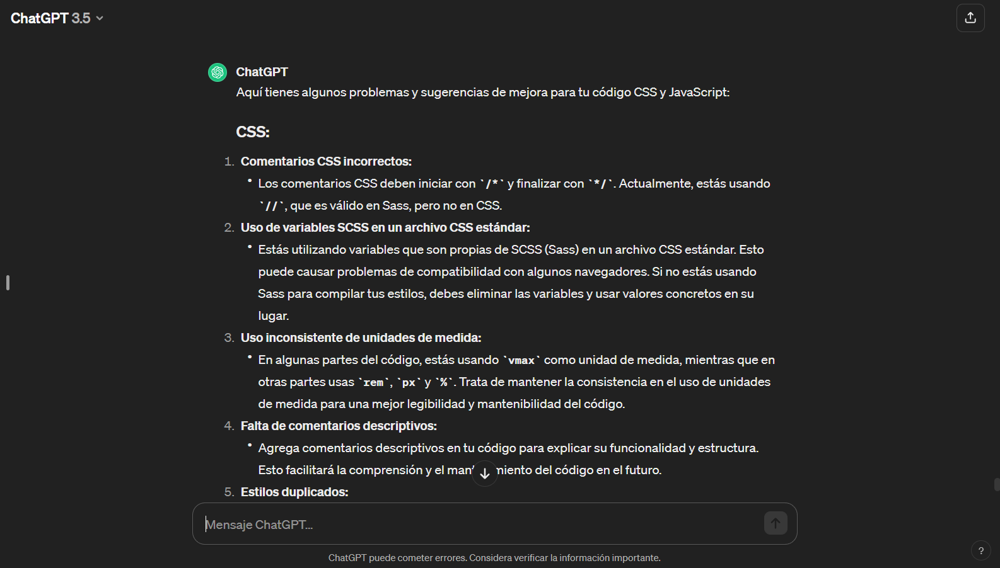 ChatGPT 3.5
ChatGPT
Aquí tienes algunos problemas y sugerencias de mejora para tu código CSS y JavaScript:
CSS:
1. Comentarios CSS incorrectos:
• Los comentarios CSS deben iniciar con `/*` y finalizar con `*/`. Actualmente, estás usando
`//`, que es válido en Sass, pero no en CSS.
2. Uso de variables SCSS en un archivo CSS estándar:
• Estás utilizando variables que son propias de SCSS (Sass) en un archivo CSS estándar. Esto
puede causar problemas de compatibilidad con algunos navegadores. Si no estás usando
Sass para compilar tus estilos, debes eliminar las variables y usar valores concretos en su
lugar.
3. Uso inconsistente de unidades de medida:
• En algunas partes del código, estás usando `vmax` como unidad de medida, mientras que en
otras partes usas `rem`, `px` y `%`. Trata de mantener la consistencia en el uso de unidades
de medida para una mejor legibilidad y mantenibilidad del código.
4. Falta de comentarios descriptivos:
• Agrega comentarios descriptivos en tu código para explicar su funcionalidad y estructura.
Esto facilitará la comprensión y el miento del código en el futuro.
5. Estilos duplicados:
Mensaje ChatGPT...
ChatGPT puede cometer errores. Considera verificar la información importante.
?